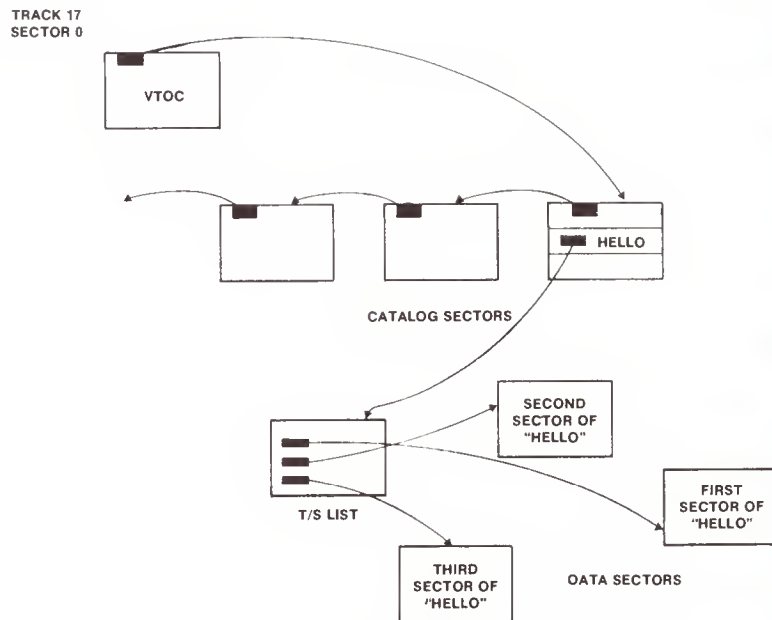 TRACK 17
SECTOR 0
VTOC
HELLO
CATALOG SECTORS
SECOND
SECTOR OF
"HELLO"
FIRST
SECTOR OF
"HELLO"
T/S LIST
THIRD
SECTOR OF
"HELLO"
OATA SECTORS